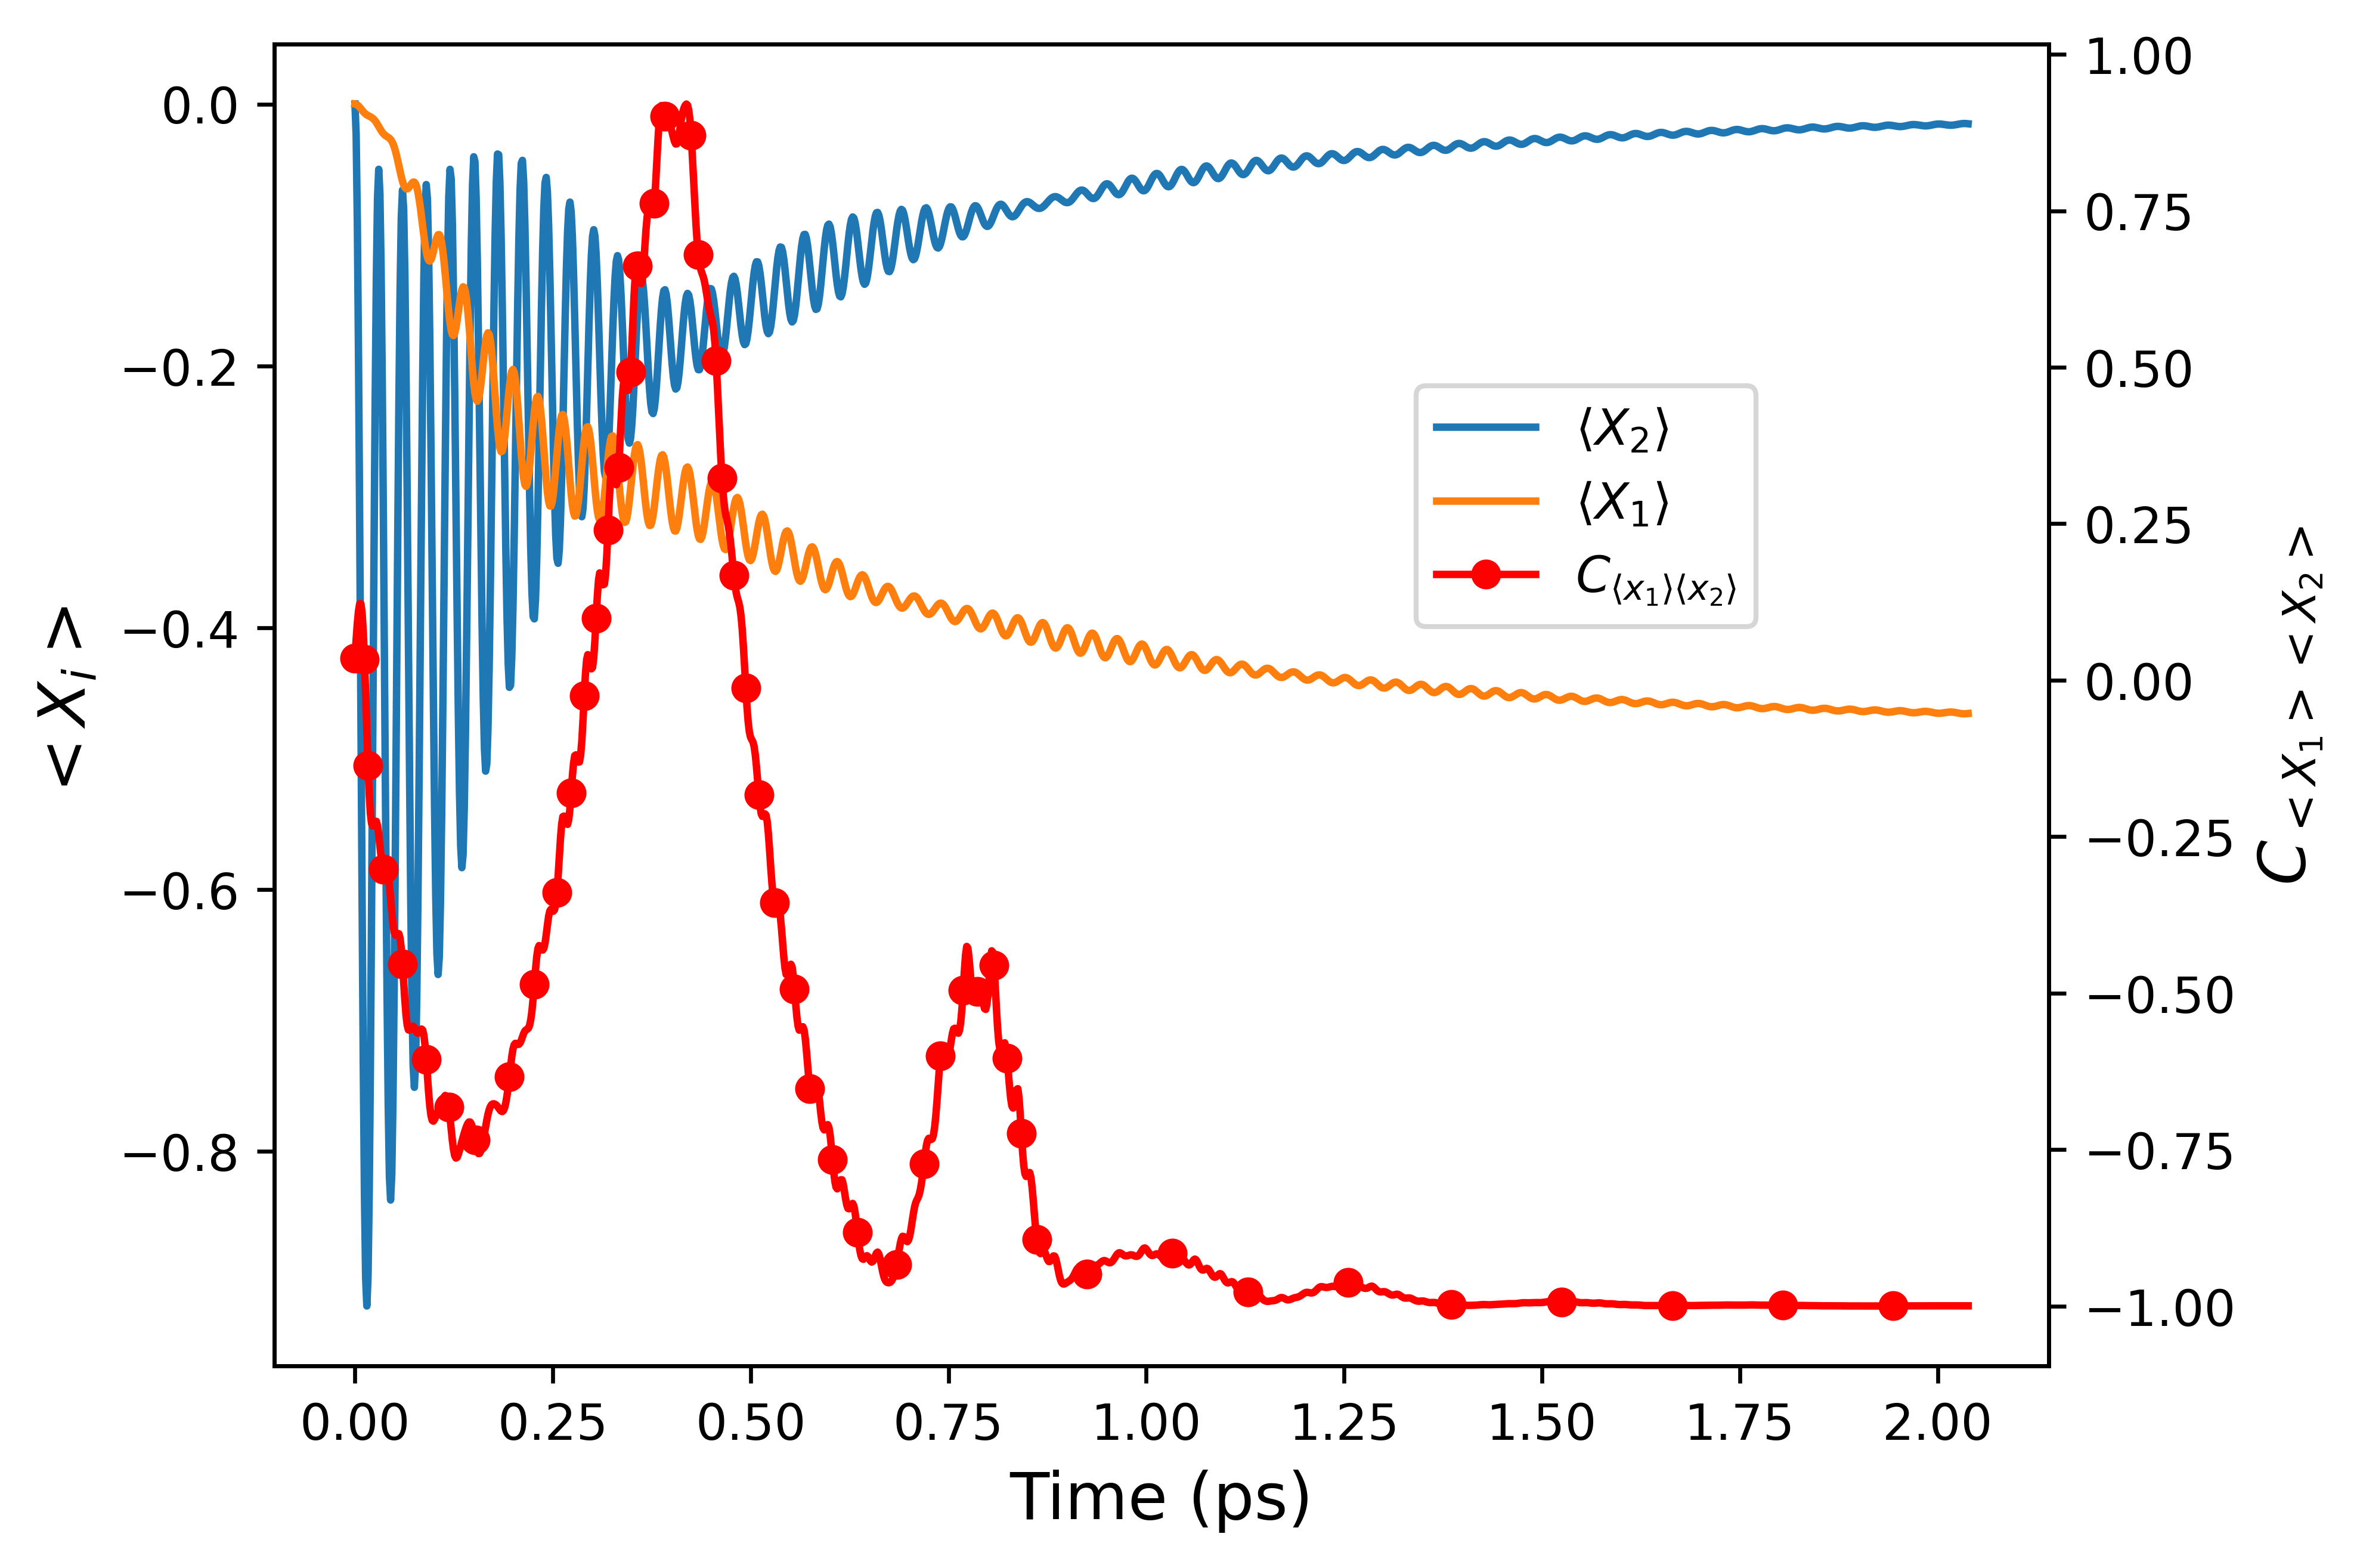 0.0
−0.2
−0.4
−0.6
−0.8
< X_i >
1.00
0.75
0.50
0.25
0.00
−0.25
−0.50
−0.75
−1.00
C_{<X_1><X_2>}
⟨X_2⟩
⟨X_1⟩
C_{⟨x_1⟩⟨x_2⟩}
0.00 0.25 0.50 0.75 1.00 1.25 1.50 1.75 2.00
Time (ps)